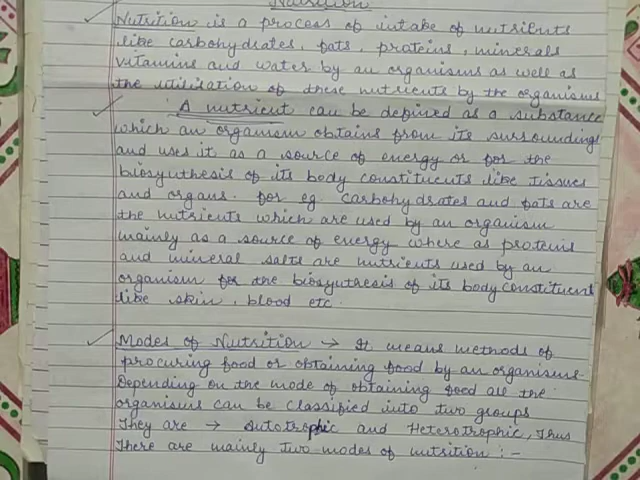 Nutrition
Nutrition is a process of intake of nutrients
like carbohydrates, fats, proteins, minerals
vitamins and water by an organisms as well as
the utilisation of these nutrients by the organisms
A nutrient can be defined as a substance
which an organism obtains from its surroundings
and uses it as a source of energy or for the
biosynthesis of its body constituents like tissues
and organs. for eg. carbohydrates and fats are
the nutrients which are used by an organism
mainly as a source of energy where as proteins
and mineral salts are nutrients used by an
organism for the biosynthesis of its body constituents
like skin, blood etc.
Modes of Nutrition → It means methods of
procuring food or obtaining food by an organisms.
Depending on the mode of obtaining food all the
organisms can be classified into two groups
They are → Autotrophic and Heterotrophic, Thus
There are mainly two modes of nutrition :-